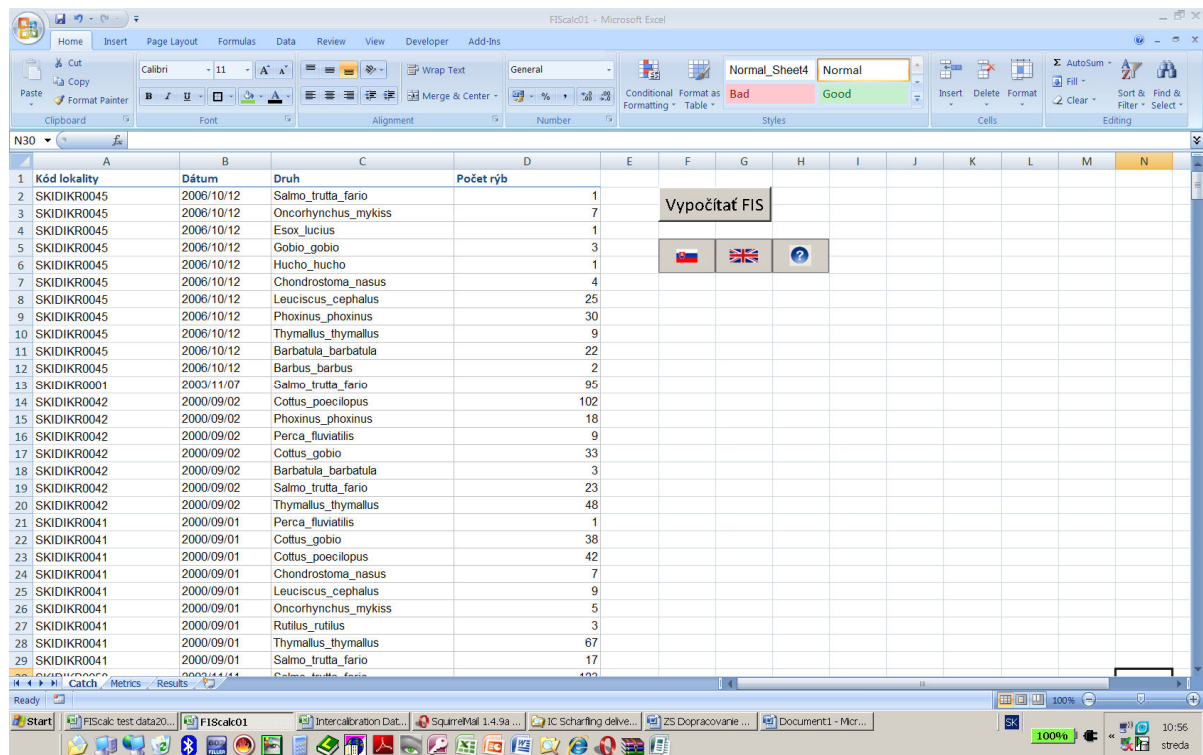 FIScalc01 - Microsoft Excel
Home Insert Page Layout Formulas Data Review View Developer Add-Ins
Paste
Cut
Copy
Format Painter
Clipboard
Calibri 11
Font
Wrap Text
Merge & Center
Alignment
General
Number
Conditional Formatting
Format as Table
Normal_Sheet4 Normal
Bad Good
Styles
Insert Delete Format
Cells
Σ AutoSum
Fill
Clear
Sort & Filter
Find & Select
Editing
N30 fx
A B C D E F G H I J K L M N
1 Kód lokality Dátum Druh Počet rýb
2 SKIDIKR0045 2006/10/12 Salmo_trutta_fario 1
3 SKIDIKR0045 2006/10/12 Oncorhynchus_mykiss 7
4 SKIDIKR0045 2006/10/12 Esox_lucius 1
5 SKIDIKR0045 2006/10/12 Gobio_gobio 3
6 SKIDIKR0045 2006/10/12 Hucho_hucho 1
7 SKIDIKR0045 2006/10/12 Chondrostoma_nasus 4
8 SKIDIKR0045 2006/10/12 Leuciscus_cephalus 25
9 SKIDIKR0045 2006/10/12 Phoxinus_phoxinus 30
10 SKIDIKR0045 2006/10/12 Thymallus_thymallus 9
11 SKIDIKR0045 2006/10/12 Barbatula_barbatula 22
12 SKIDIKR0045 2006/10/12 Barbus_barbus 2
13 SKIDIKR0001 2003/11/07 Salmo_trutta_fario 95
14 SKIDIKR0042 2000/09/02 Cottus_poecilopus 102
15 SKIDIKR0042 2000/09/02 Phoxinus_phoxinus 18
16 SKIDIKR0042 2000/09/02 Perca_fluviatilis 9
17 SKIDIKR0042 2000/09/02 Cottus_gobio 33
18 SKIDIKR0042 2000/09/02 Barbatula_barbatula 3
19 SKIDIKR0042 2000/09/02 Salmo_trutta_fario 23
20 SKIDIKR0042 2000/09/02 Thymallus_thymallus 48
21 SKIDIKR0041 2000/09/01 Perca_fluviatilis 1
22 SKIDIKR0041 2000/09/01 Cottus_gobio 38
23 SKIDIKR0041 2000/09/01 Cottus_poecilopus 42
24 SKIDIKR0041 2000/09/01 Chondrostoma_nasus 7
25 SKIDIKR0041 2000/09/01 Leuciscus_cephalus 9
26 SKIDIKR0041 2000/09/01 Oncorhynchus_mykiss 5
27 SKIDIKR0041 2000/09/01 Rutilus_rutilus 3
28 SKIDIKR0041 2000/09/01 Thymallus_thymallus 67
29 SKIDIKR0041 2000/09/01 Salmo_trutta_fario 17
Vypočítať FIS
Catch Metrics Results
Ready 100%
Start FIScalc test data20... FIScalc01 Intercalibration Dat... SquirrelMail 1.4.9a ... IC Scharfling delive... ZS Dopracovanie ... Document1 - Micr... SK 100% 10:56
streda